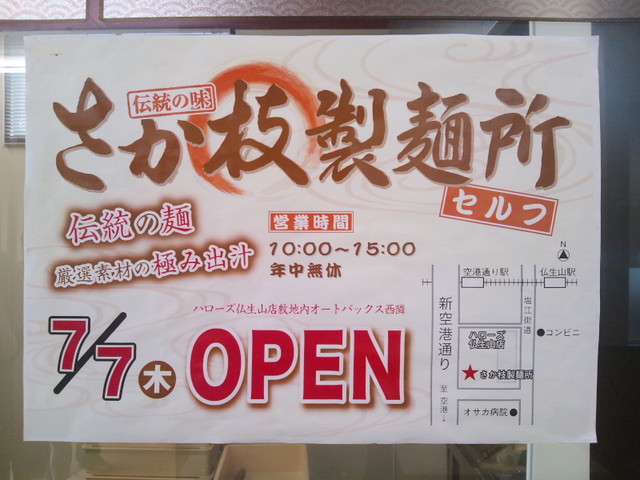 伝統の味
さか枝製麺所
セルフ
伝統の麺
厳選素材の極み出汁
営業時間
10:00～15:00
年中無休
ハローズ仏生山店敷地内オートバックス西隣
7/7 木 OPEN
N
空港通り駅
仏生山駅
新空港通り
塩江街道
コンビニ
ハローズ
仏生山店
★さか枝製麺所
至 空港↓
オサカ病院●